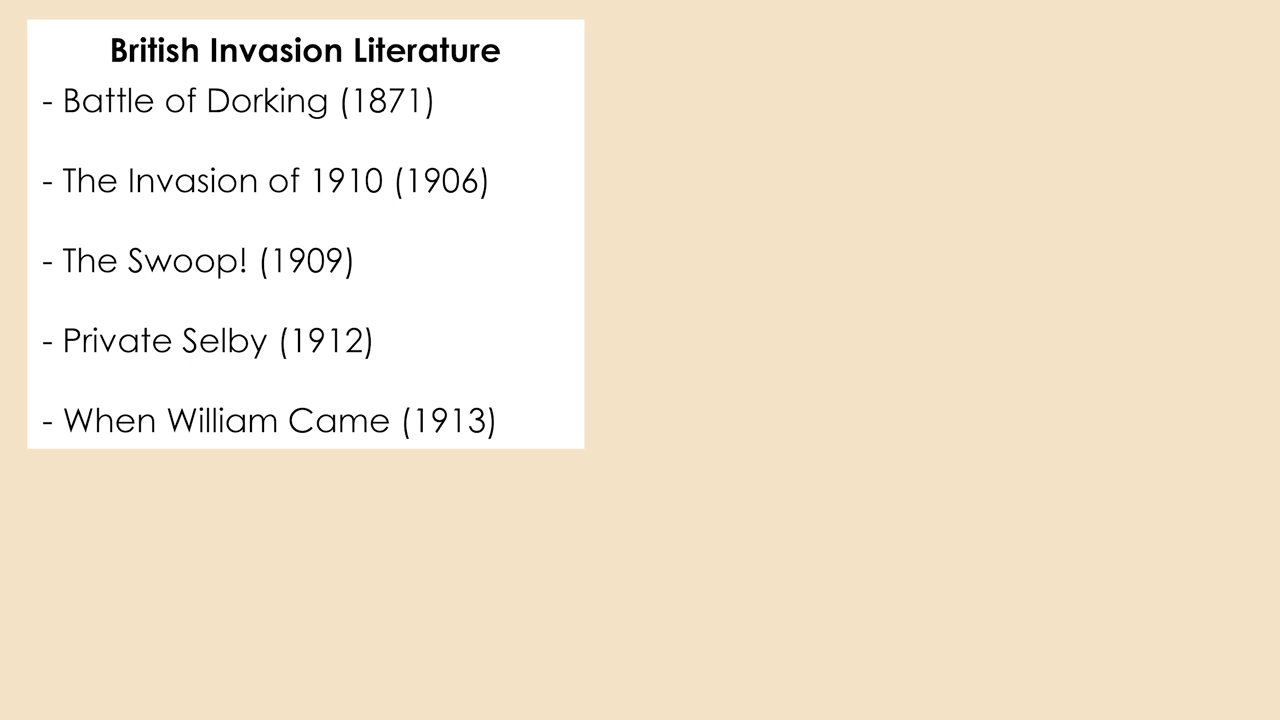 British Invasion Literature
- Battle of Dorking (1871)
- The Invasion of 1910 (1906)
- The Swoop! (1909)
- Private Selby (1912)
- When William Came (1913)